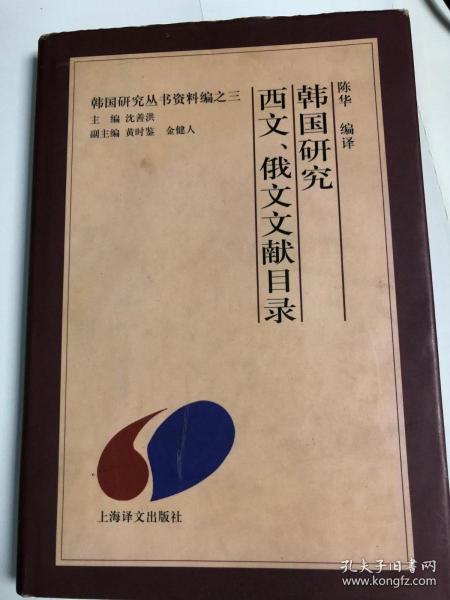 韩国研究丛书资料编之三
主 编 沈善洪
副主编 黄时鉴 金健人
陈华 编译
韩国研究
西文、俄文文献目录
上海译文出版社
孔夫子旧书网
www.kongfz.com